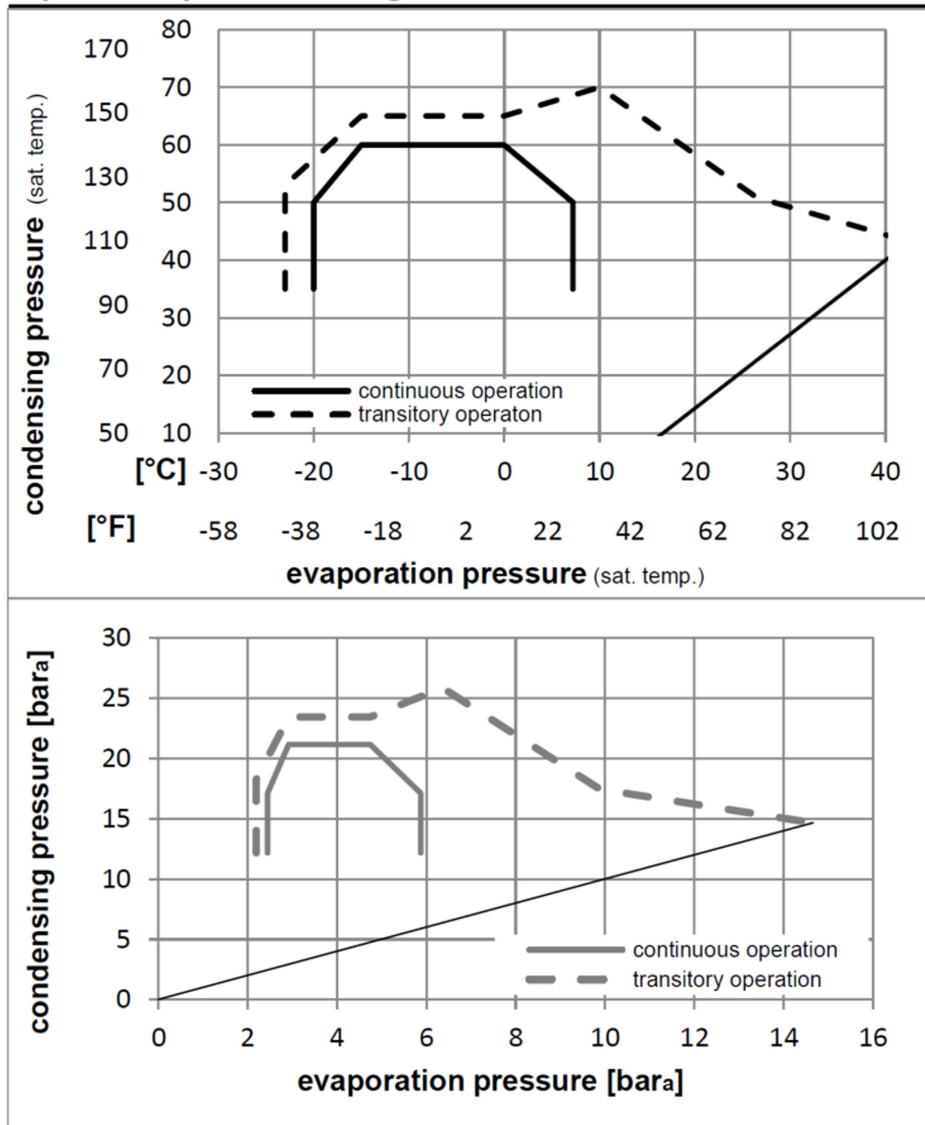 170 80
70
150 60
130 50
110 40
90 30
70 20
50 10
condensing pressure (sat. temp.)
continuous operation
transitory operaton
[°C] -30 -20 -10 0 10 20 30 40
[°F] -58 -38 -18 2 22 42 62 82 102
evaporation pressure (sat. temp.)
30
25
20
15
10
5
0
condensing pressure [bara]
continuous operation
transitory operation
0 2 4 6 8 10 12 14 16
evaporation pressure [bara]